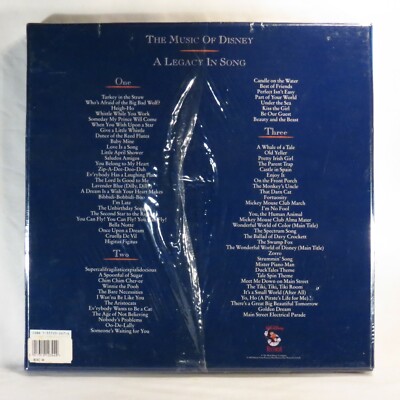 The Music Of Disney
A Legacy In Song
One
Turkey in the Straw
Who's Afraid of the Big Bad Wolf?
Heigh-Ho
Whistle While You Work
Someday My Prince Will Come
When You Wish Upon a Star
Give a Little Whistle
Dance of the Reed Flutes
Baby Mine
Love Is a Song
Little April Shower
Saludos Amigos
You Belong to My Heart
Zip-A-Dee-Doo-Dah
Ev'rybody Has a Laughing Place
The Lord Is Good to Me
Lavender Blue (Dilly, Dilly)
A Dream Is a Wish Your Heart Makes
Bibbidi-Bobbidi-Boo
I'm Late
The Unbirthday Song
The Second Star to the Right
You Can Fly! You Can Fly! You Can Fly!
Bella Notte
Once Upon a Dream
Cruella De Vil
Higitus Figitus
Two
Supercalifragilisticexpialidocious
A Spoonful of Sugar
Chim Chim Cher-ee
Winnie the Pooh
The Bare Necessities
I Wan'na Be Like You
The Aristocats
Ev'rybody Wants to Be a Cat
The Age of Not Believing
Nobody's Problems
Oo-De-Lally
Someone's Waiting for You
Candle on the Water
Best of Friends
Perfect Isn't Easy
Part of Your World
Under the Sea
Kiss the Girl
Be Our Guest
Beauty and the Beast
Three
A Whale of a Tale
Old Yeller
Pretty Irish Girl
The Parent Trap
Castle in Spain
Enjoy It
On the Front Porch
The Monkey's Uncle
That Darn Cat
Fortuosity
Mickey Mouse Club March
I'm No Fool
You, the Human Animal
Mickey Mouse Club Alma Mater
Wonderful World of Color (Main Title)
The Spectrum Song
The Ballad of Davy Crockett
The Swamp Fox
The Wonderful World of Disney (Main Title)
Zorro
Strummin' Song
Mister Piano Man
DuckTales Theme
Tale Spin Theme
Meet Me Down on Main Street
The Tiki, Tiki, Tiki Room
It's a Small World (After All)
Yo, Ho (A Pirate's Life for Me)
There's a Great Big Beautiful Tomorrow
Golden Dream
Main Street Electrical Parade